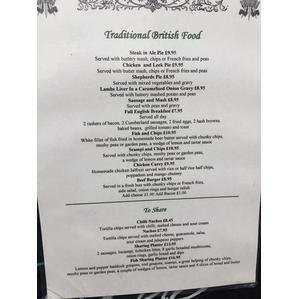 Traditional British Food
Steak in Ale Pie £9.95
Served with buttery mash, chips or French fries and peas
Chicken and Leek Pie £9.95
Served with butter mash, chips or French fries and peas
Shepherds Pie £8.95
Served with mixed vegetables and gravy
Lambs Liver In a Caramelised Onion Gravy £8.95
Served with buttery mashed potato and peas
Sausage and Mash £8.95
Served with peas and gravy
Full English Breakfast £7.95
Served all day
2 rashers of bacon, 2 Cumberland sausages, 2 fried eggs, 2 hash browns,
baked beans, grilled tomato and toast
Fish and Chips £10.95
White fillet of fish fried in homemade beer batter served with chunky chips,
mushy peas or garden peas, a wedge of lemon and tartar sauce
Scampi and Chips £10.95
Served with chunky chips, mushy peas or garden peas,
a wedge of lemon and tartar sauce
Chicken Curry £9.95
Homemade chicken served with rice or half rice half chips,
poppadom and mango chutney
Beef Burger £8.95
Served in a fresh bun with chunky chips or French fries,
side salad, onion rings and burger relish
Add cheese £1.00 Add Bacon £1.00
To Share
Chilli Nachos £8.45
Tortilla chips served with chilli, melted cheese and sour cream
Nachos £7.95
Tortilla chips served with melted cheese, guacamole, salsa,
sour cream and jalapeno peppers
Sharing Platter £13.95
2 sausages, 8 garlic breaded mushrooms,
onion rings, garlic bread and dips
Fish Sharing Platter £16.95
Lemon and pepper haddock goujons, scampi, a great helping of chunky chips,
mushy peas or garden peas, a couple of wedges of lemon, tartar sauce and 4 slices of bread and butter